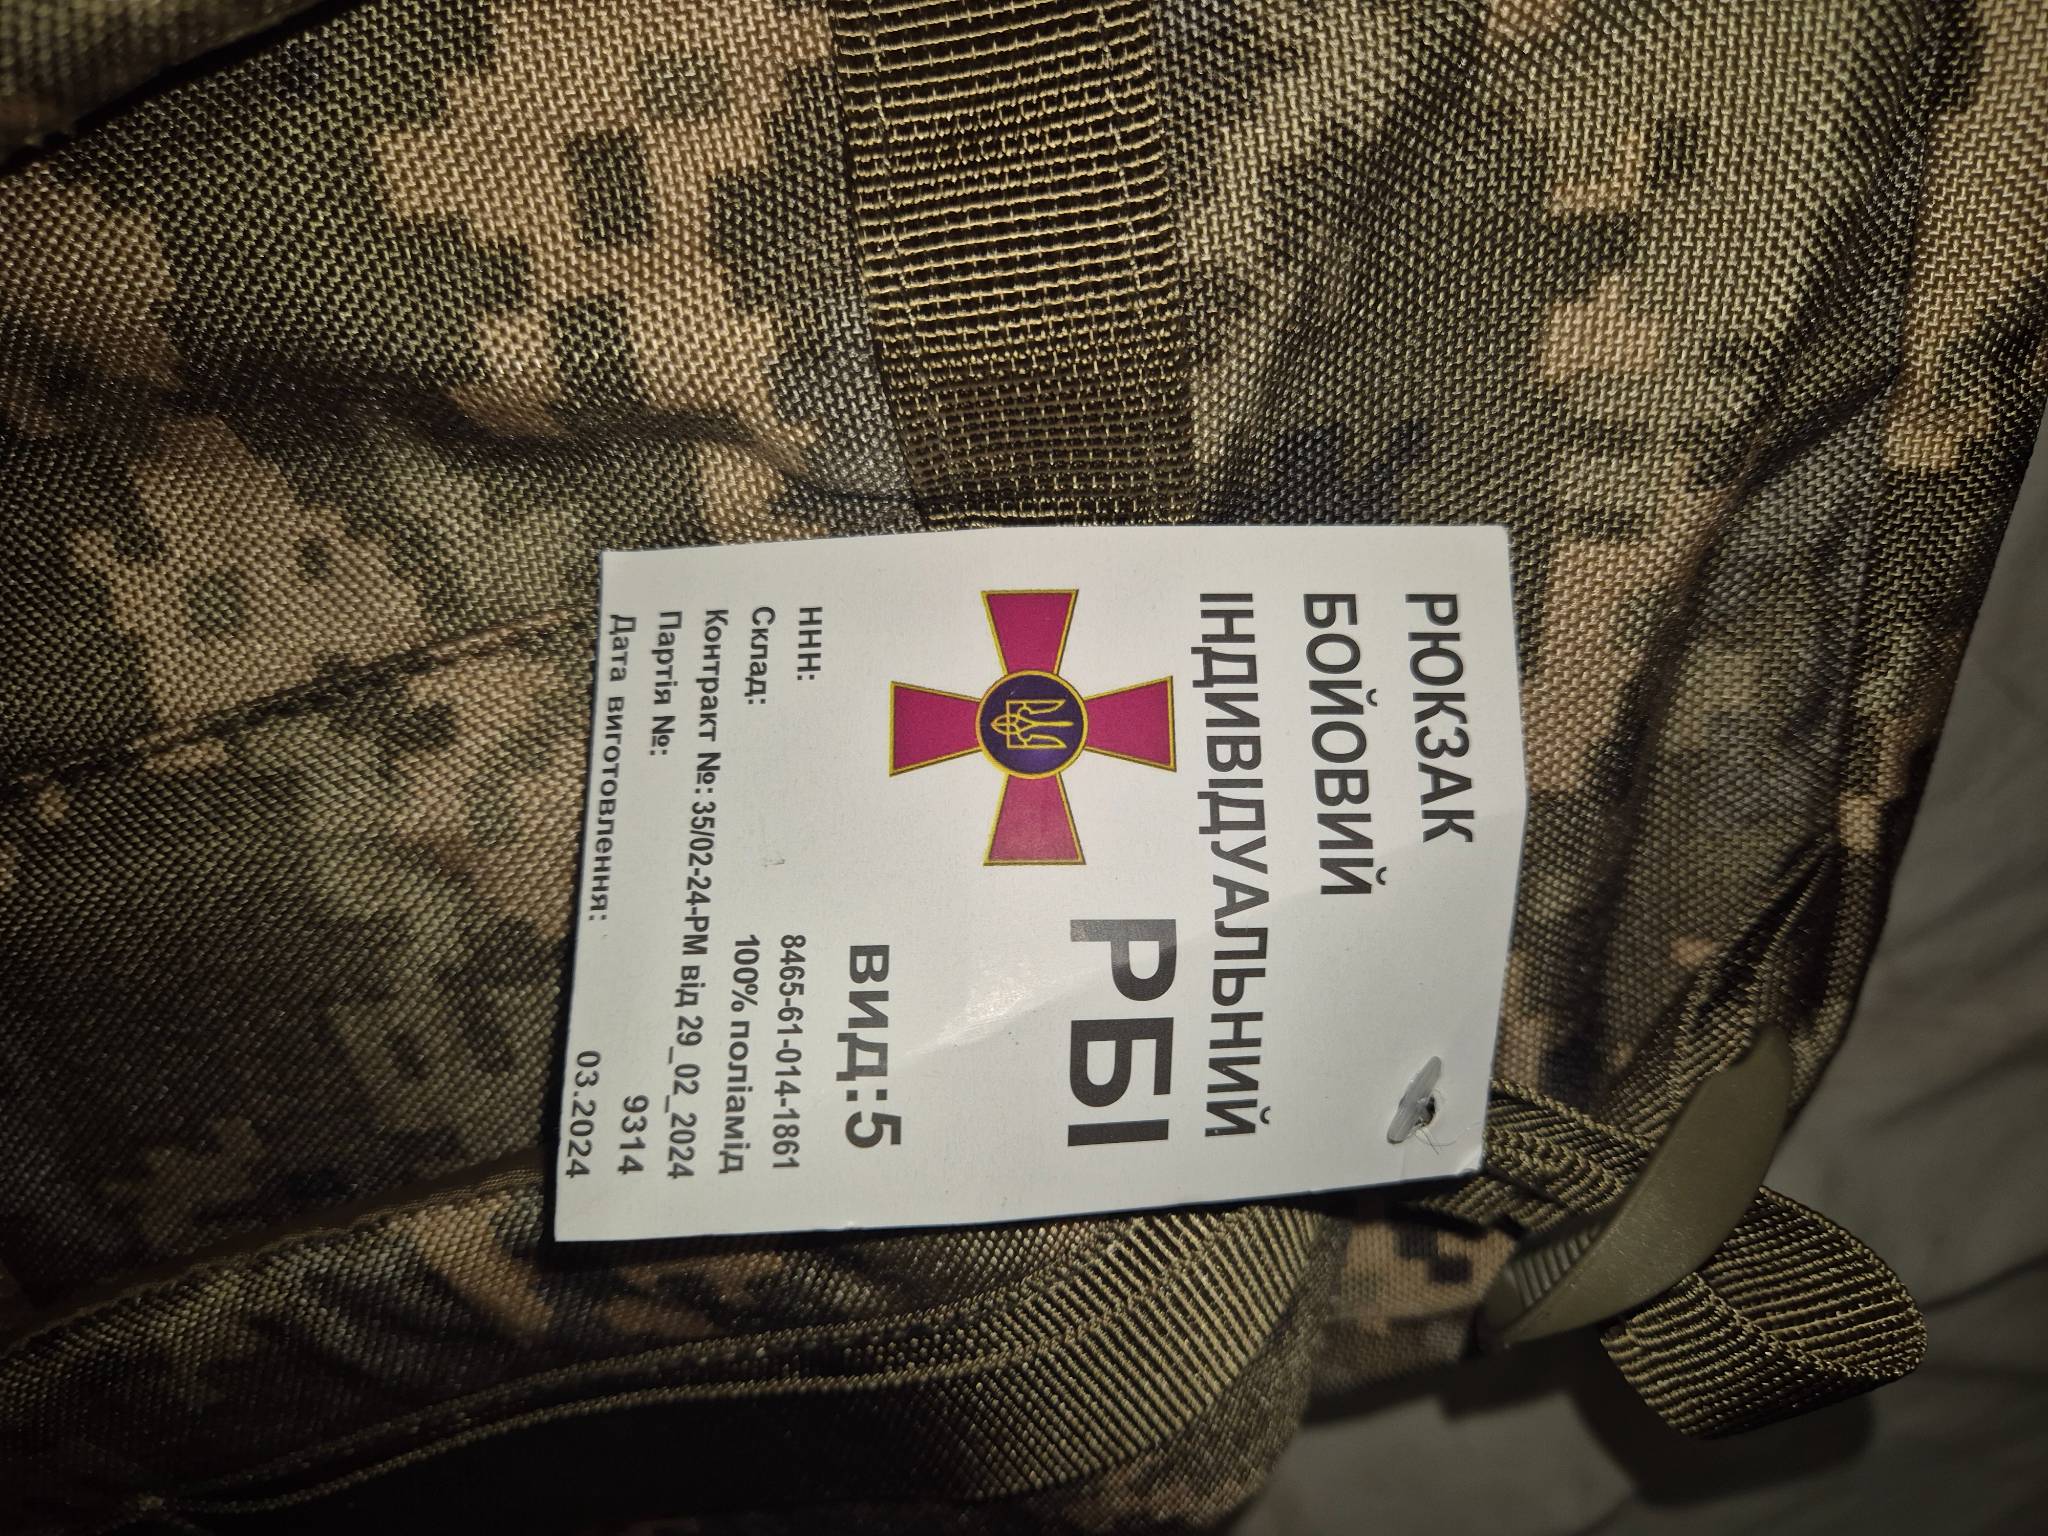 РЮКЗАК
БОЙОВИЙ
ІНДИВІДУАЛЬНИЙ
РБІ
вид:5
ННН: 8465-61-014-1861
Склад: 100% поліамід
Контракт №: 35/02-24-РМ від 29_02_2024
Партія №: 9314
Дата виготовлення: 03.2024